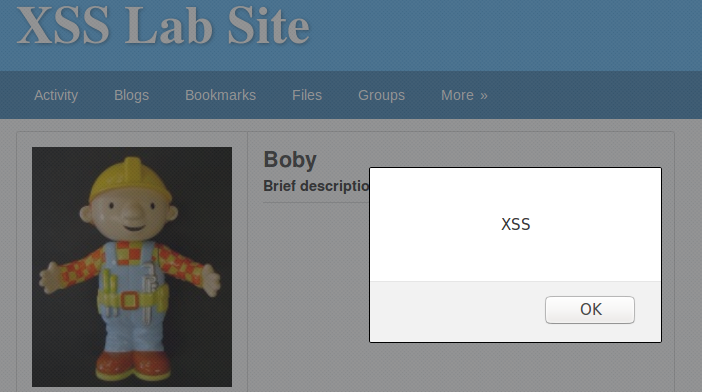 XSS Lab Site
Activity Blogs Bookmarks Files Groups More »
Boby
Brief descriptio
XSS
OK